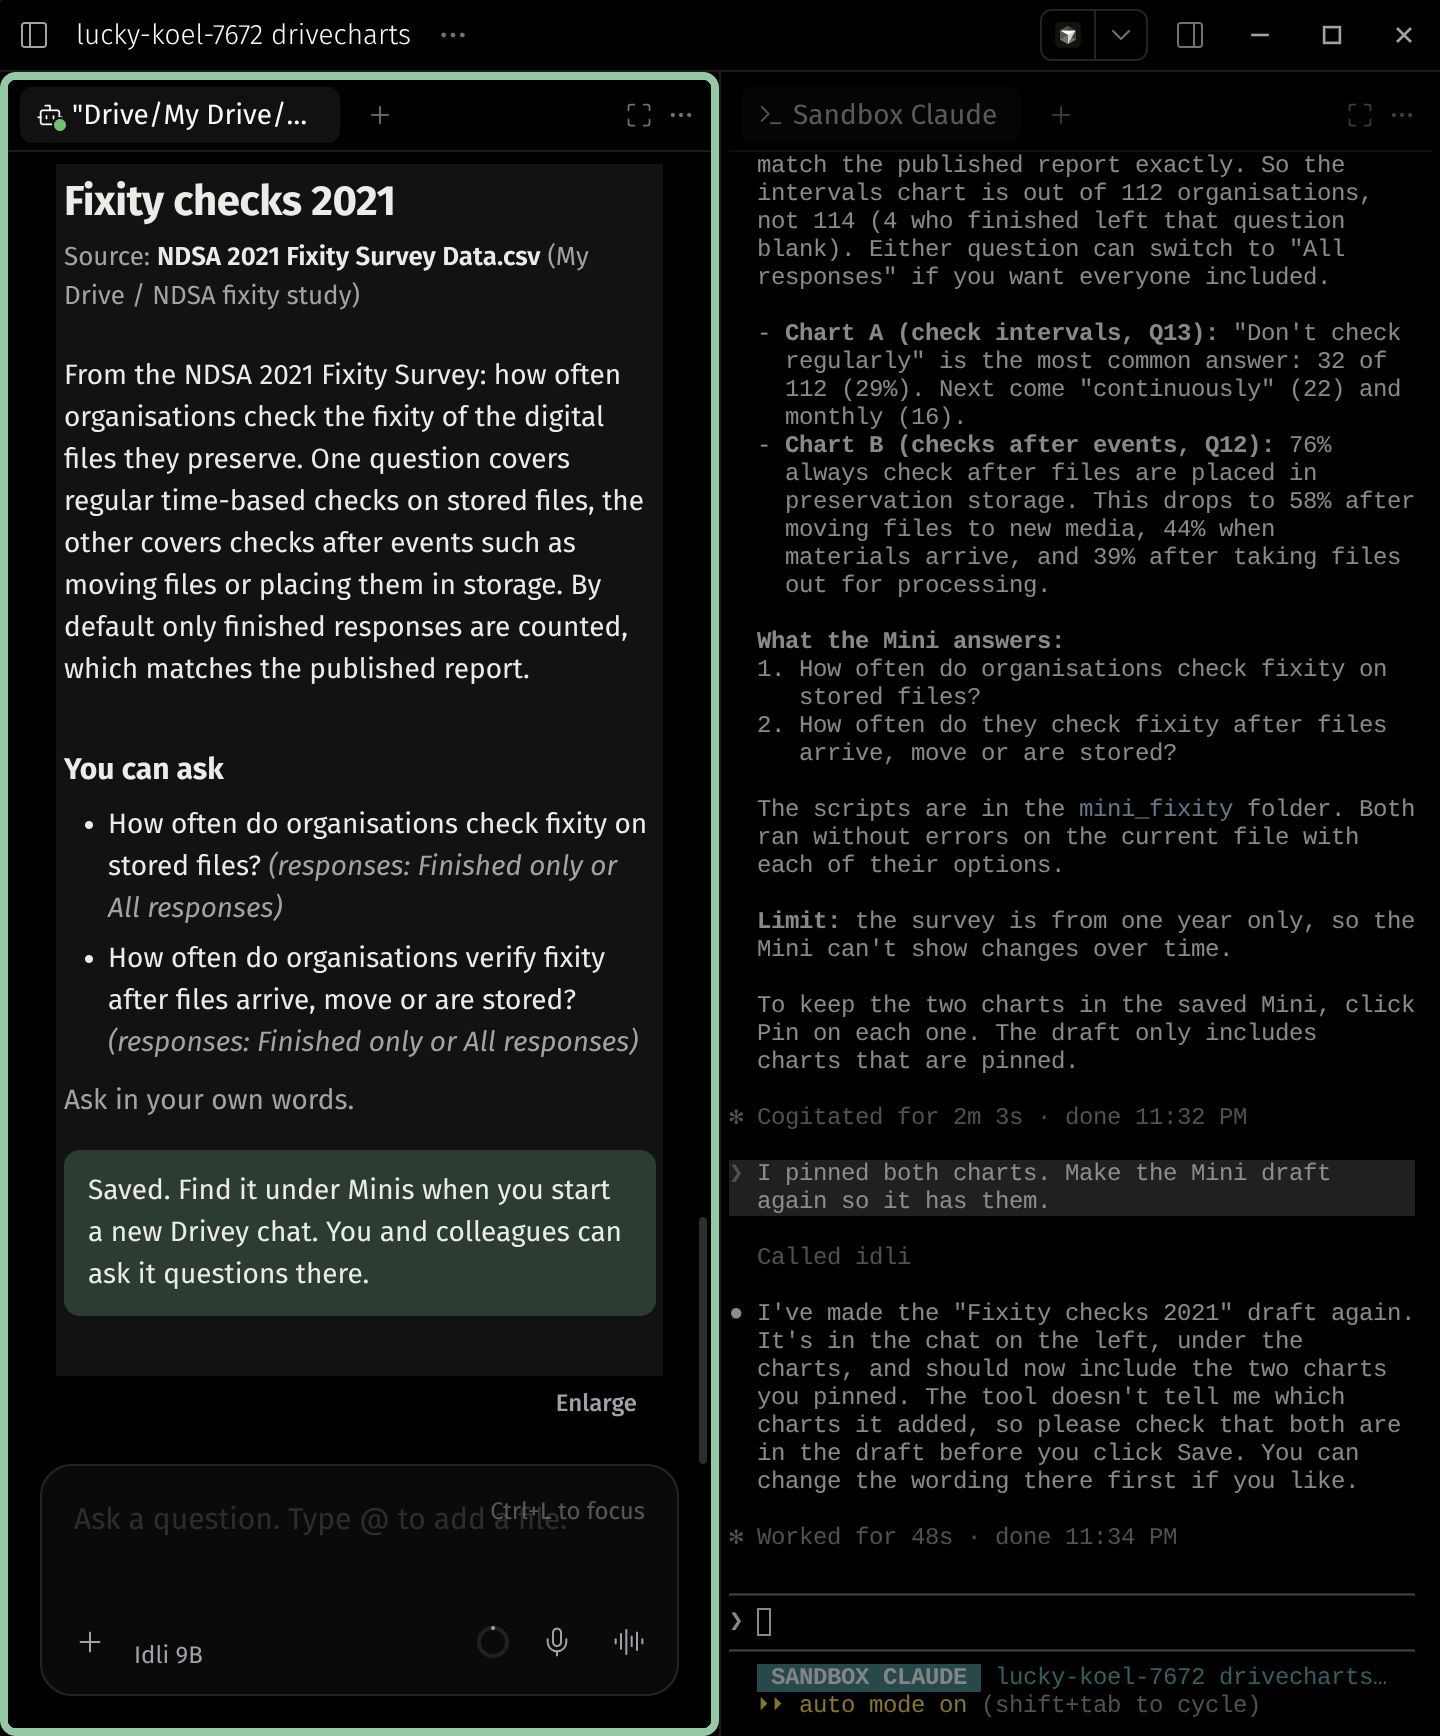 lucky-koel-7672 drivecharts ···
"Drive/My Drive/...
Fixity checks 2021
Source: NDSA 2021 Fixity Survey Data.csv (My
Drive / NDSA fixity study)
From the NDSA 2021 Fixity Survey: how often
organisations check the fixity of the digital
files they preserve. One question covers
regular time-based checks on stored files, the
other covers checks after events such as
moving files or placing them in storage. By
default only finished responses are counted,
which matches the published report.
You can ask
• How often do organisations check fixity on
stored files? (responses: Finished only or
All responses)
• How often do organisations verify fixity
after files arrive, move or are stored?
(responses: Finished only or All responses)
Ask in your own words.
Saved. Find it under Minis when you start
a new Drivey chat. You and colleagues can
ask it questions there.
Enlarge
Ask a question. Type @ to add a file.
Ctrl+L to focus
Idli 9B
Sandbox Claude
match the published report exactly. So the
intervals chart is out of 112 organisations,
not 114 (4 who finished left that question
blank). Either question can switch to "All
responses" if you want everyone included.
- Chart A (check intervals, Q13): "Don't check
regularly" is the most common answer: 32 of
112 (29%). Next come "continuously" (22) and
monthly (16).
- Chart B (checks after events, Q12): 76%
always check after files are placed in
preservation storage. This drops to 58% after
moving files to new media, 44% when
materials arrive, and 39% after taking files
out for processing.
What the Mini answers:
1. How often do organisations check fixity on
stored files?
2. How often do they check fixity after files
arrive, move or are stored?
The scripts are in the mini_fixity folder. Both
ran without errors on the current file with
each of their options.
Limit: the survey is from one year only, so the
Mini can't show changes over time.
To keep the two charts in the saved Mini, click
Pin on each one. The draft only includes
charts that are pinned.
✻ Cogitated for 2m 3s · done 11:32 PM
❯ I pinned both charts. Make the Mini draft
again so it has them.
Called idli
● I've made the "Fixity checks 2021" draft again.
It's in the chat on the left, under the
charts, and should now include the two charts
you pinned. The tool doesn't tell me which
charts it added, so please check that both are
in the draft before you click Save. You can
change the wording there first if you like.
✻ Worked for 48s · done 11:34 PM
❯
SANDBOX CLAUDE lucky-koel-7672 drivecharts…
⏵⏵ auto mode on (shift+tab to cycle)